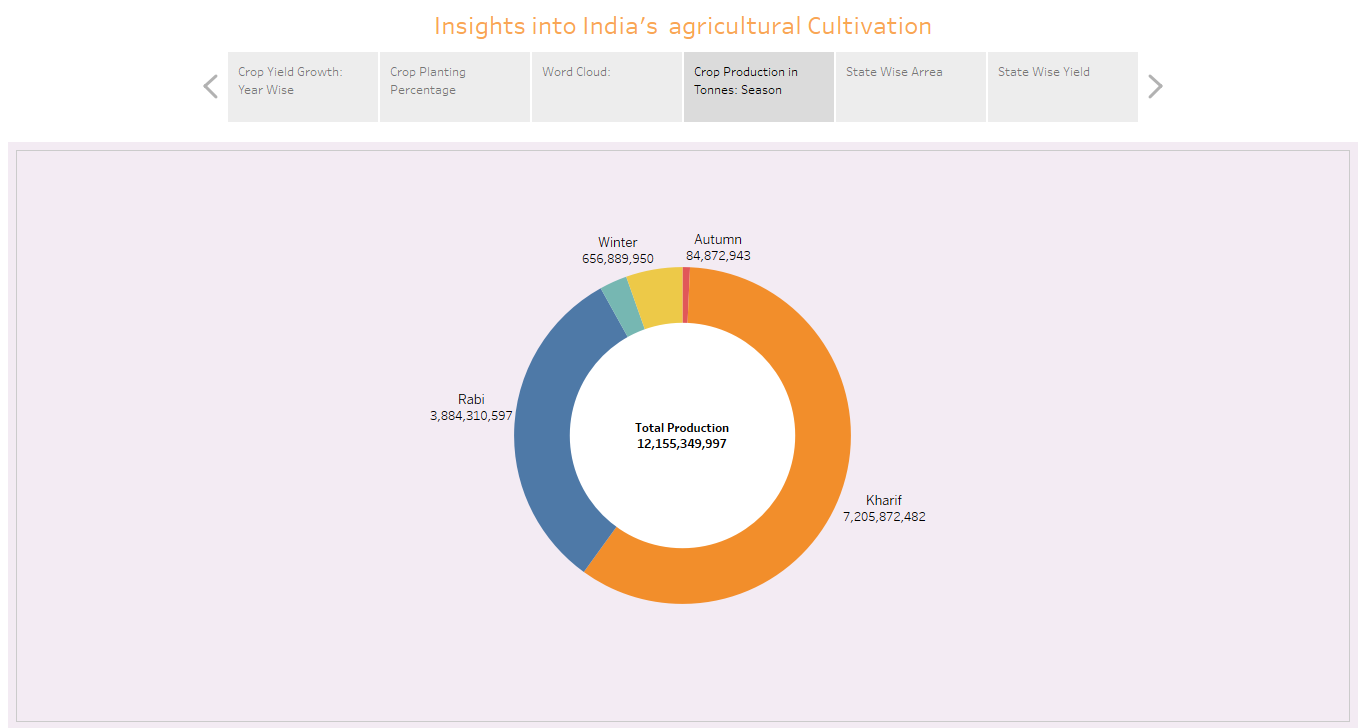 Insights into India's agricultural Cultivation
Crop Yield Growth:
Year Wise
Crop Planting
Percentage
Word Cloud:
Crop Production in
Tonnes: Season
State Wise Arrea
State Wise Yield
Winter
656,889,950
Autumn
84,872,943
Rabi
3,884,310,597
Total Production
12,155,349,997
Kharif
7,205,872,482